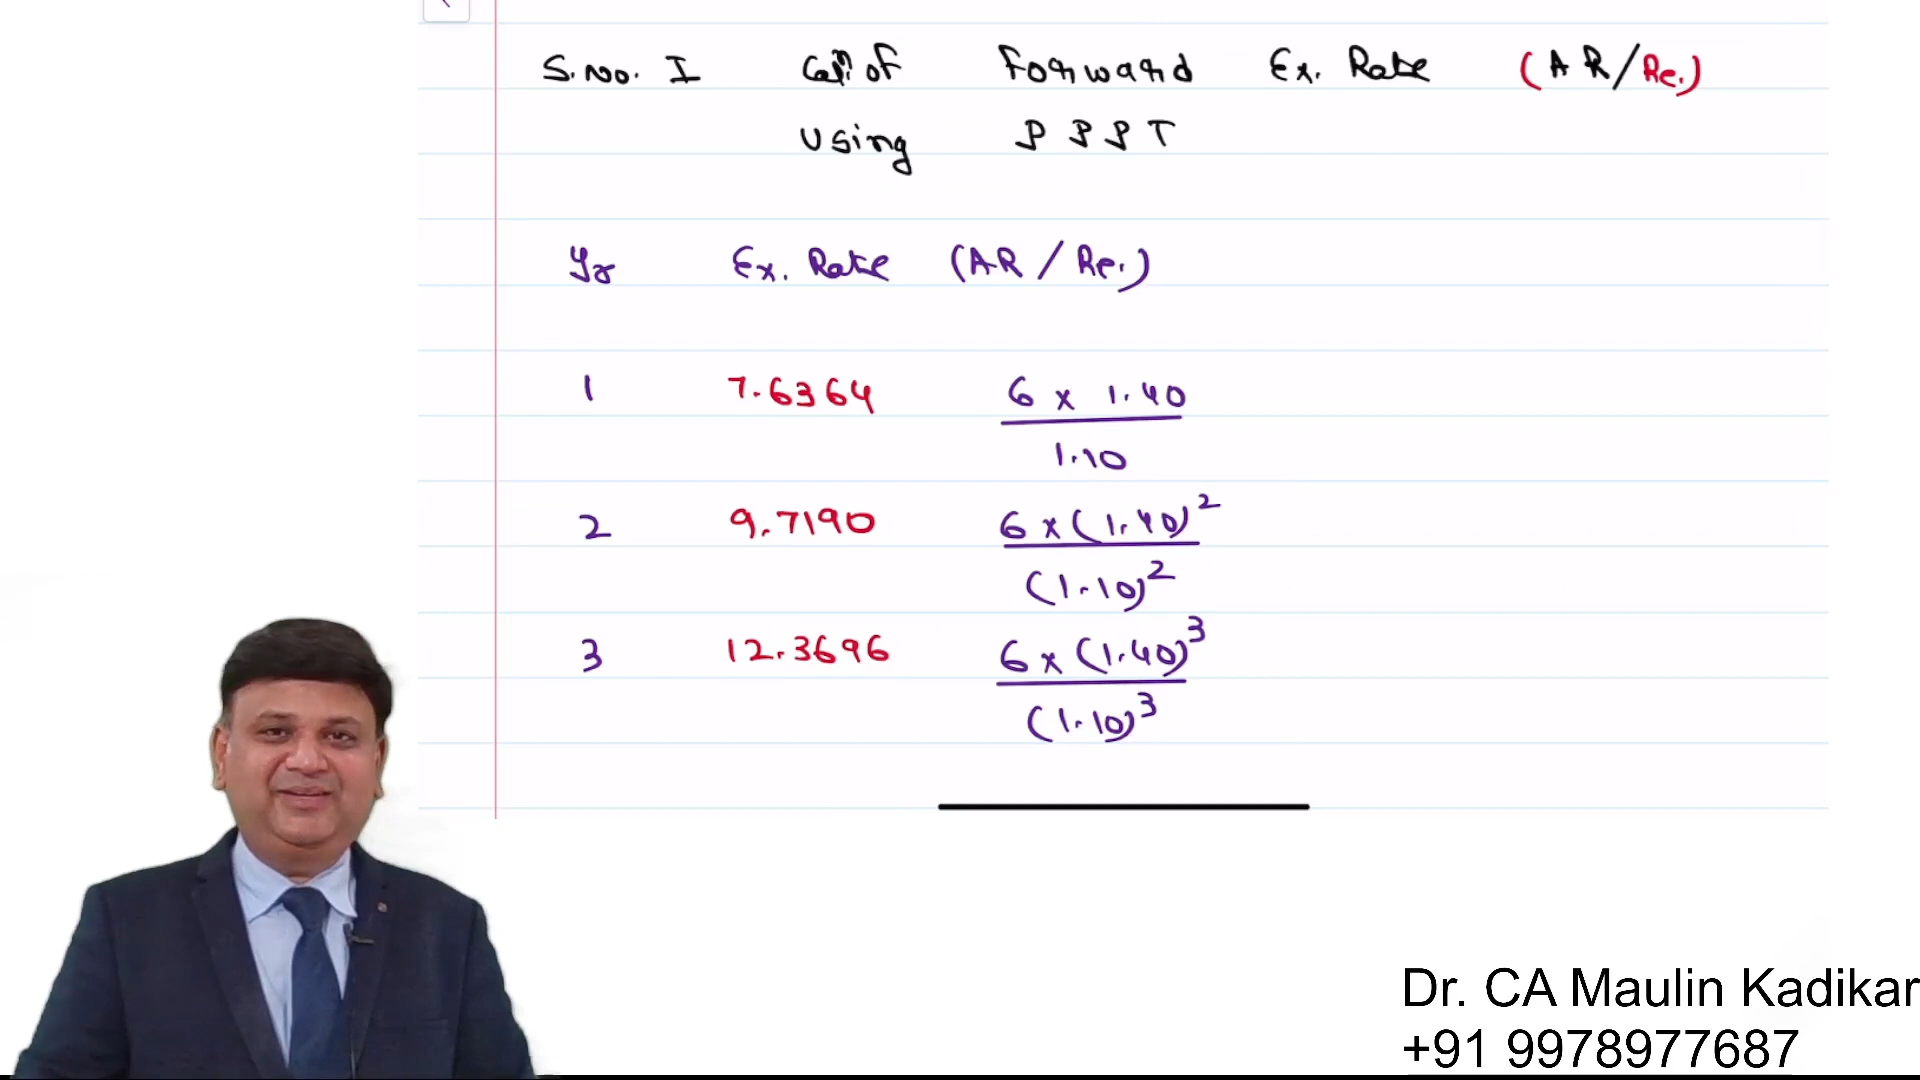 S.No. I Caln of Forward Ex. Rate (AR/Re.)
Using PPPT
Yr Ex. Rate (AR/Re.)
1 7.6364 6 x 1.40
1.10
2 9.7190 6 x (1.40)²
(1.10)²
3 12.3696 6 x (1.40)³
(1.10)³
Dr. CA Maulin Kadikar
+91 9978977687